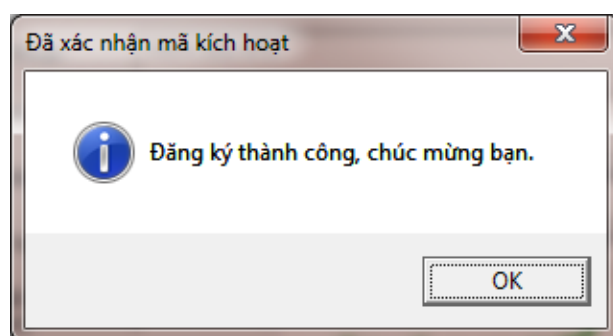 Đã xác nhận mã kích hoạt
Đăng ký thành công, chúc mừng bạn.
OK